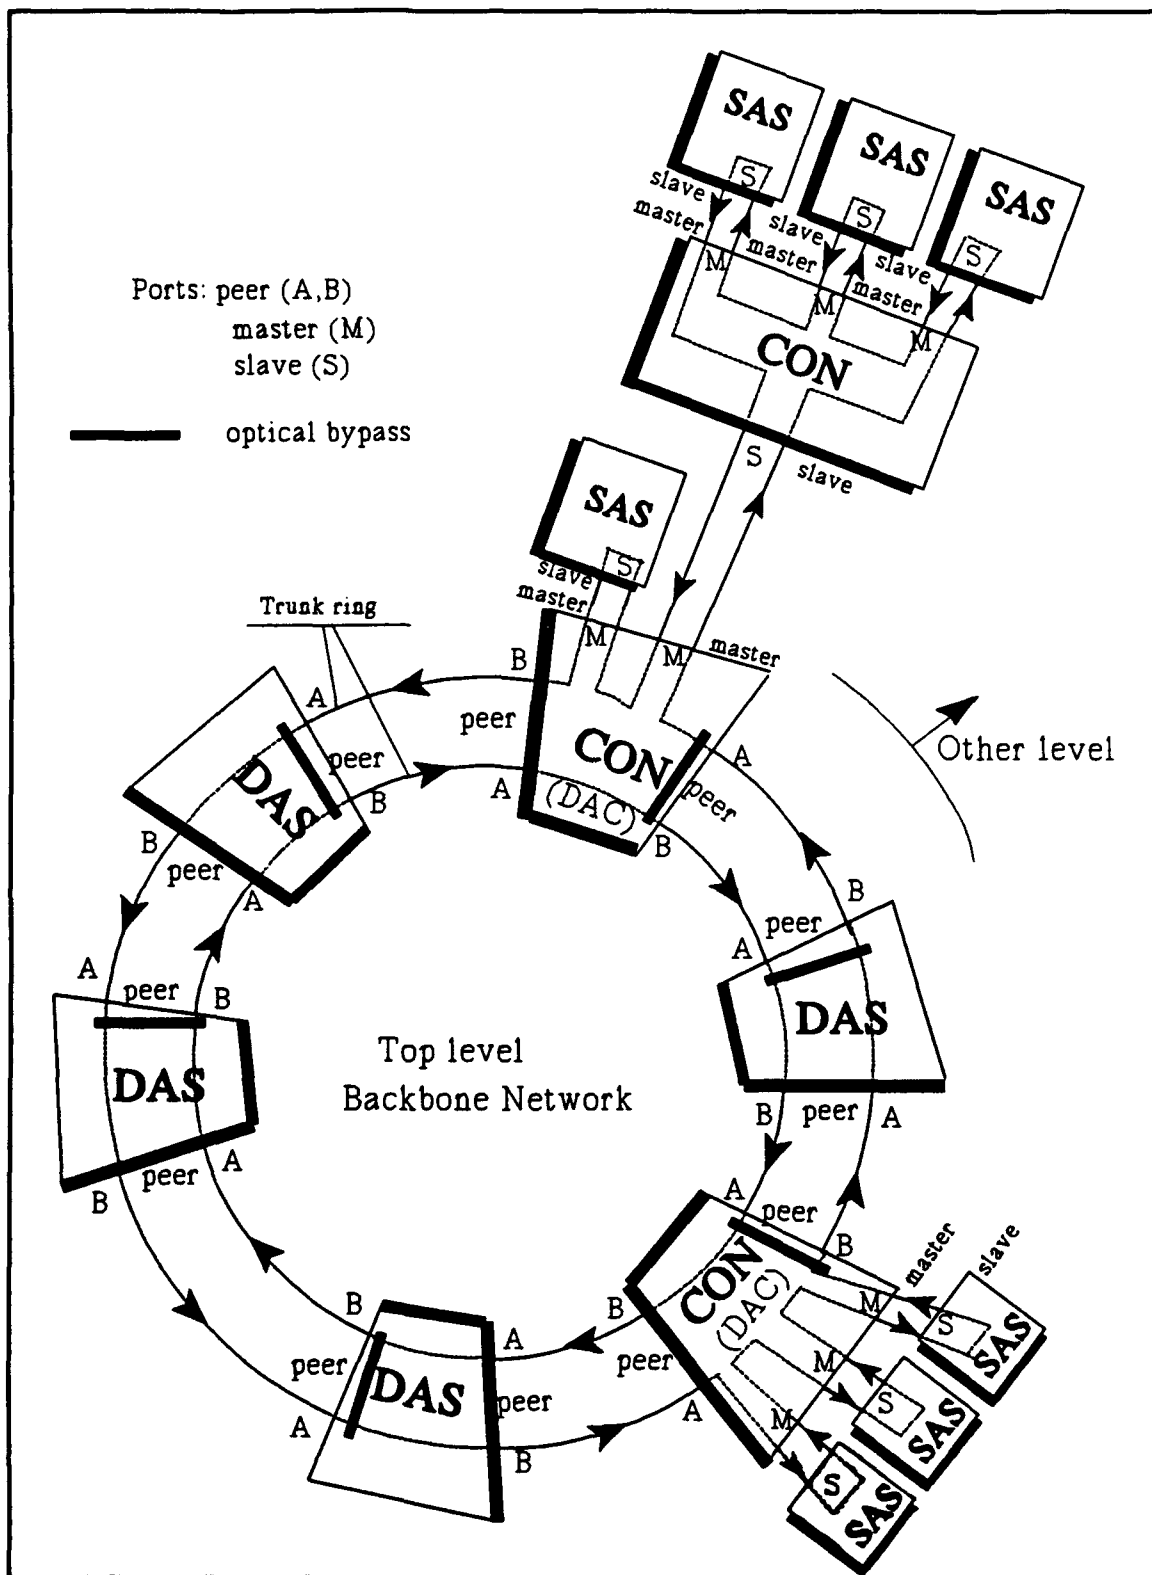 SAS
SAS
SAS
S
slave
master
S
slave
master
S
slave
master
M
M
M
CON
S
slave
Ports: peer (A,B)
master (M)
slave (S)
optical bypass
SAS
S
slave
master
Trunk ring
M
M
master
B
A
peer
CON
(DAC)
A
peer
B
A
peer
B
DAS
B
peer
A
Other level
B
peer
A
DAS
B
peer
A
A
peer
B
DAS
B
peer
A
Top level
Backbone Network
A
peer
B
CON
(DAC)
B
peer
A
master
slave
M
S
SAS
M
S
SAS
M
S
SAS
B
peer
A
DAS
A
peer
B